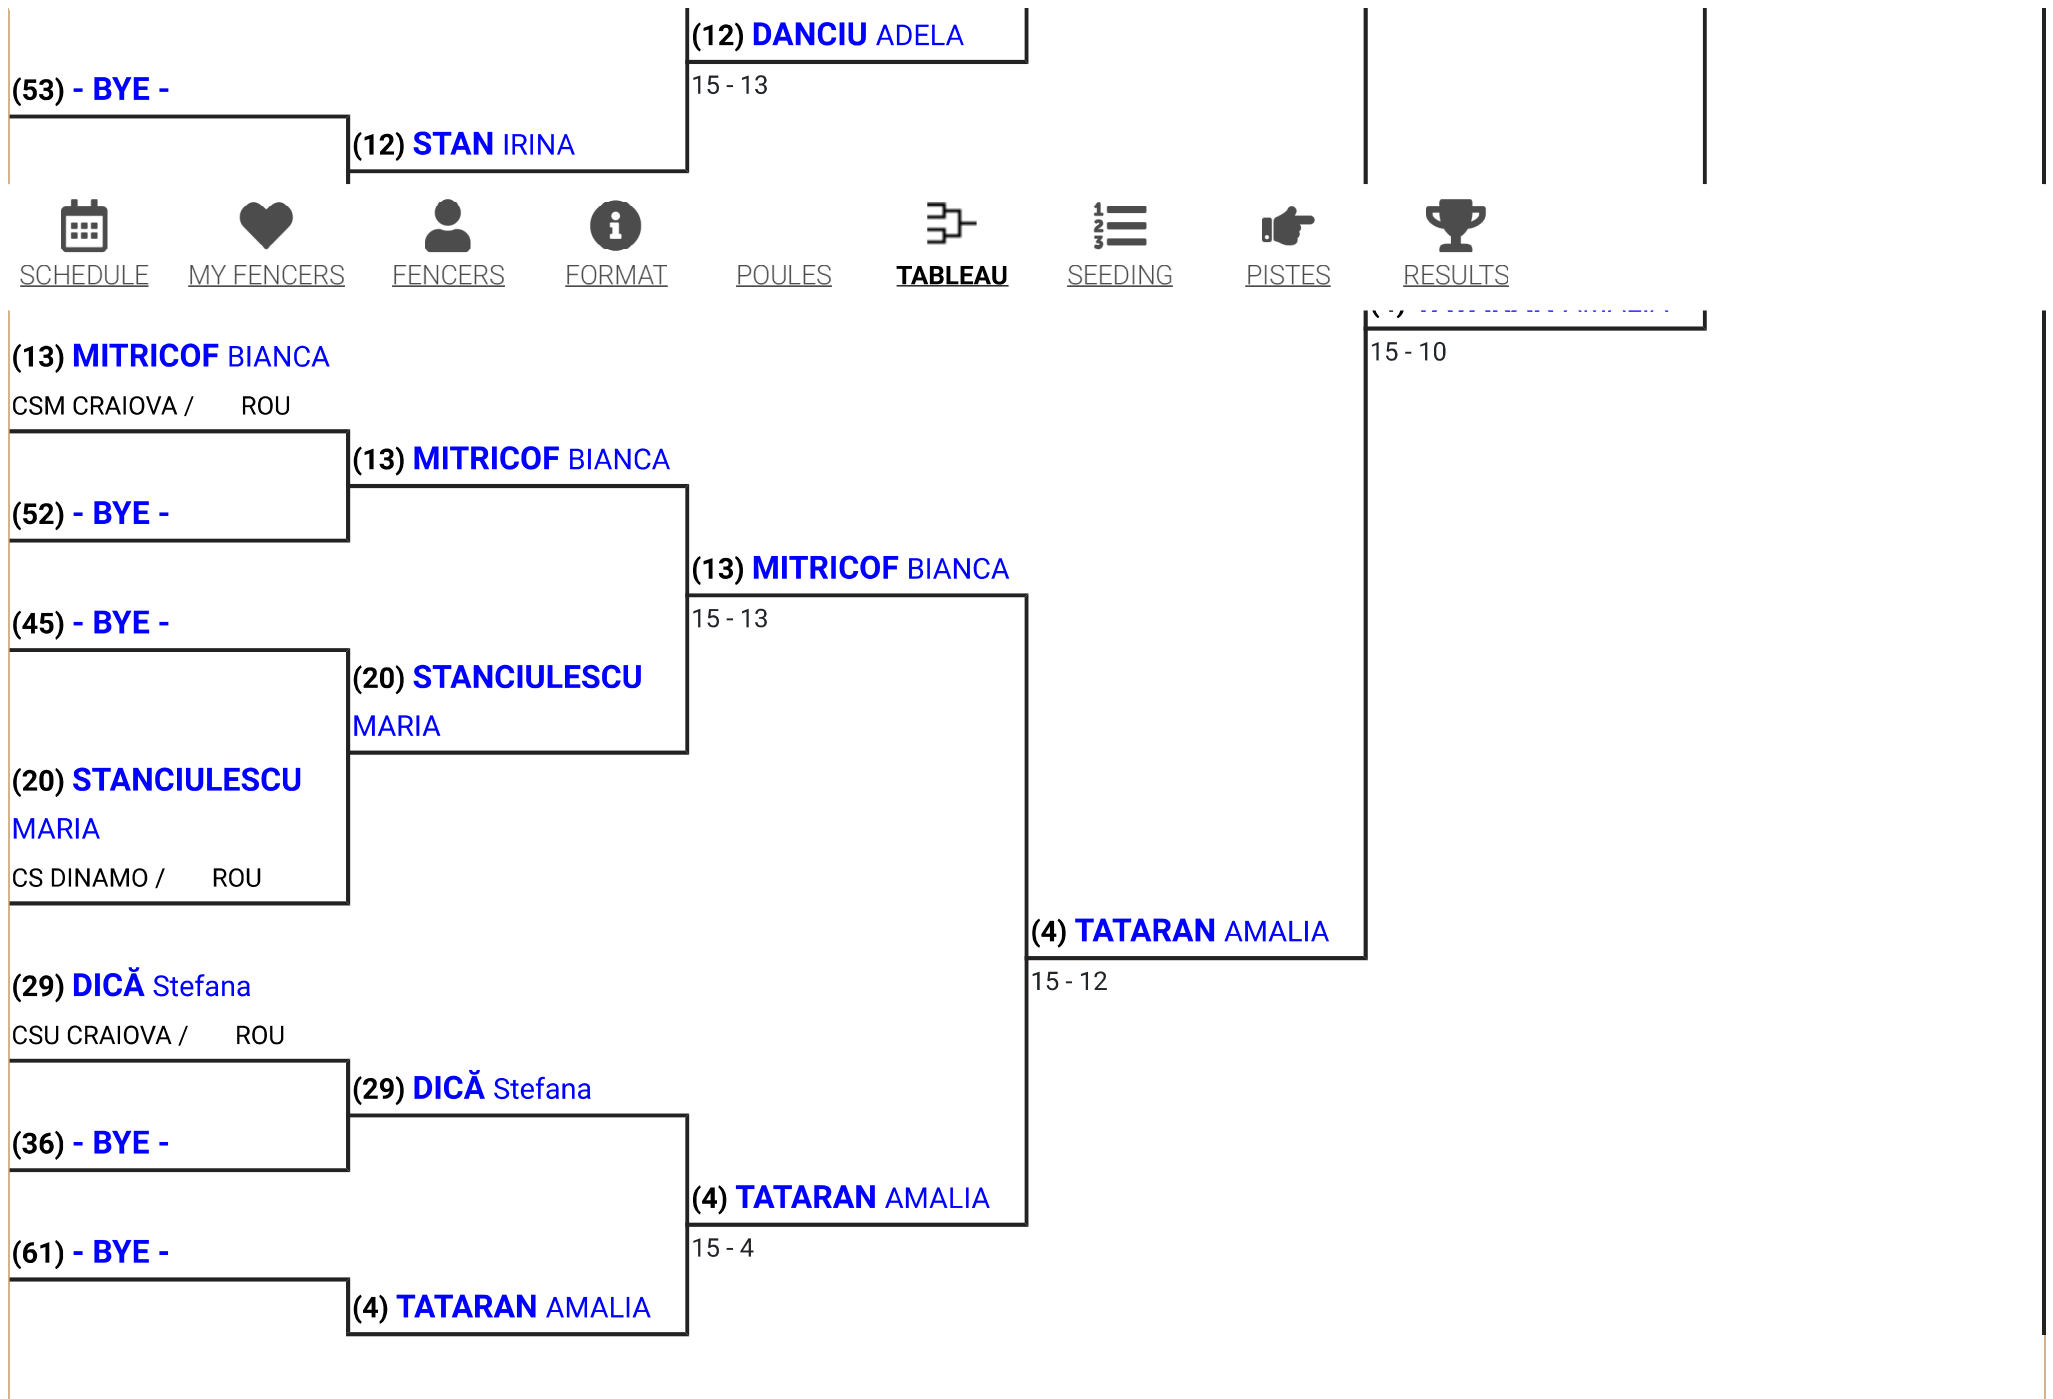 (12) DANCIU ADELA
15 - 13
(53) - BYE -
(12) STAN IRINA
SCHEDULE
MY FENCERS
FENCERS
FORMAT
POULES
TABLEAU
SEEDING
PISTES
RESULTS
15 - 10
(13) MITRICOF BIANCA
CSM CRAIOVA / ROU
(13) MITRICOF BIANCA
(52) - BYE -
(13) MITRICOF BIANCA
15 - 13
(45) - BYE -
(20) STANCIULESCU
MARIA
(20) STANCIULESCU
MARIA
CS DINAMO / ROU
(4) TATARAN AMALIA
15 - 12
(29) DICĂ Stefana
CSU CRAIOVA / ROU
(29) DICĂ Stefana
(36) - BYE -
(4) TATARAN AMALIA
15 - 4
(61) - BYE -
(4) TATARAN AMALIA